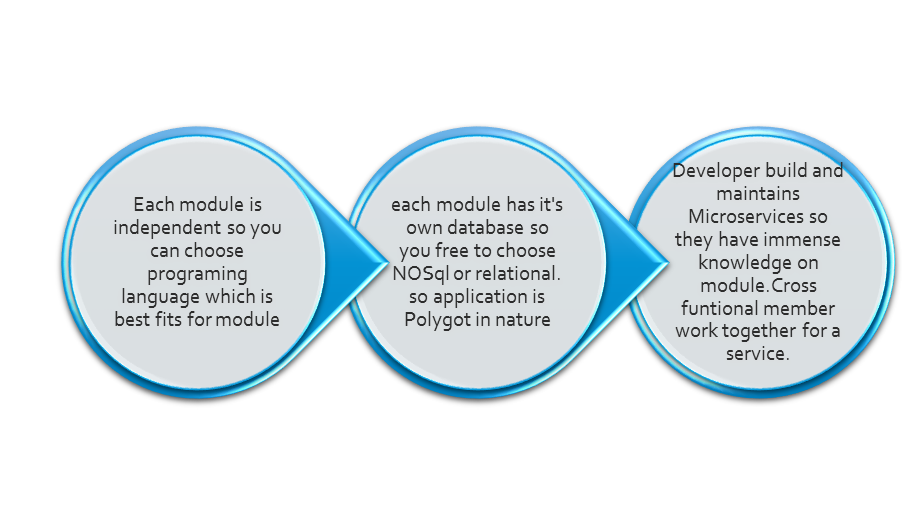 Each module is
independent so you
can choose
programing
language which is
best fits for module
each module has it's
own database so
you free to choose
NOSql or relational.
so application is
Polygot in nature
Developer build and
maintains
Microservices so
they have immense
knowledge on
module.Cross
funtional member
work together for a
service.